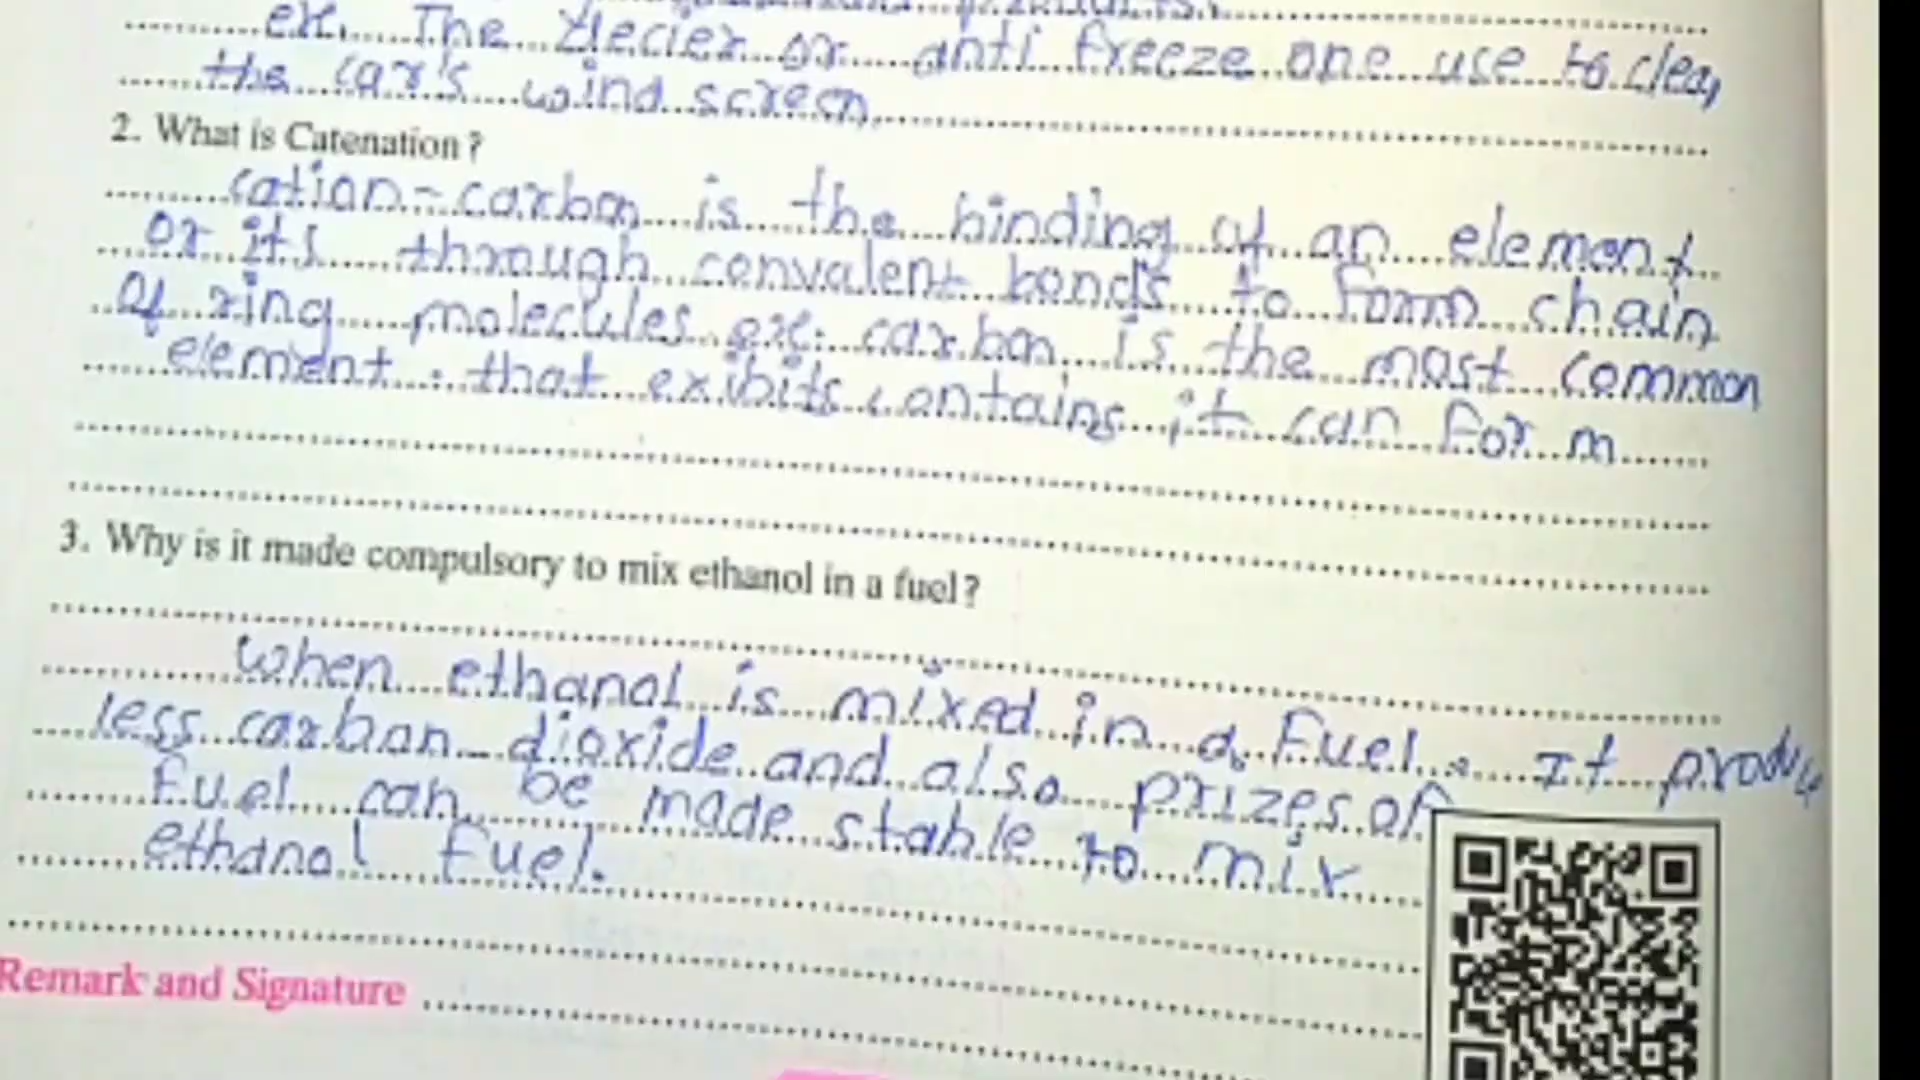 ex. The decier or anti freeze one use to clear
the car's wind screen
2. What is Catenation ?
cation - carbon is the binding of an element
or its through convalent bonds to form chain
of ring molecules ex: carbon is the most common
element . that exibits contains it can for m
3. Why is it made compulsory to mix ethanol in a fuel ?
when ethanol is mixed in a fuel . It produ
less carbon dioxide and also prizes of
fuel can be made stable to mix
ethanol fuel.
Remark and Signature